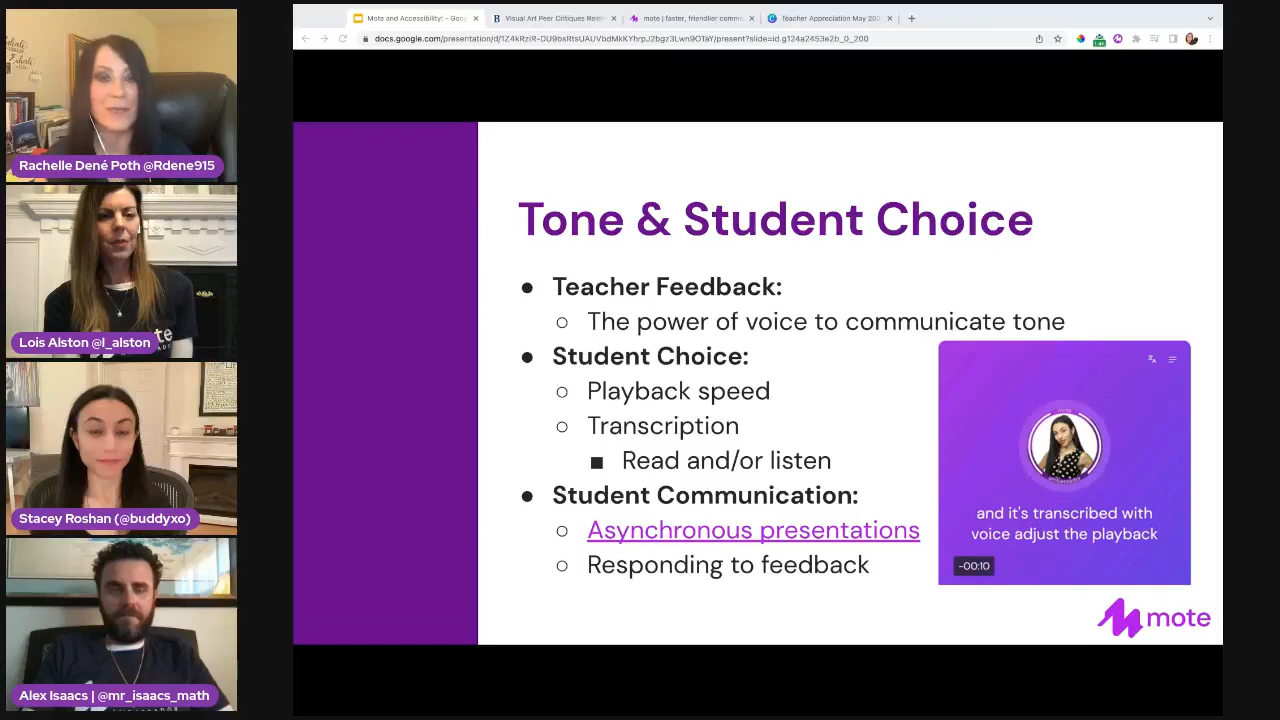 Mote and Accessibility! - Goo
Visual Art Peer Critiques Reim
mote | faster, friendlier commu
Teacher Appreciation May 202
docs.google.com/presentation/d/1Z4kRziR-DU9bsRtsUAUVbdMkKYhrpJ2bgz3Lwn9OTaY/present?slide=id.g124a2453e2b_0_200
Rachelle Dené Poth @Rdene915
Lois Alston @l_alston
Stacey Roshan (@buddyxo)
Alex Isaacs | @mr_isaacs_math
Tone & Student Choice
● Teacher Feedback:
○ The power of voice to communicate tone
● Student Choice:
○ Playback speed
○ Transcription
■ Read and/or listen
● Student Communication:
○ Asynchronous presentations
○ Responding to feedback
mote
and it's transcribed with
voice adjust the playback
-00:10
mote